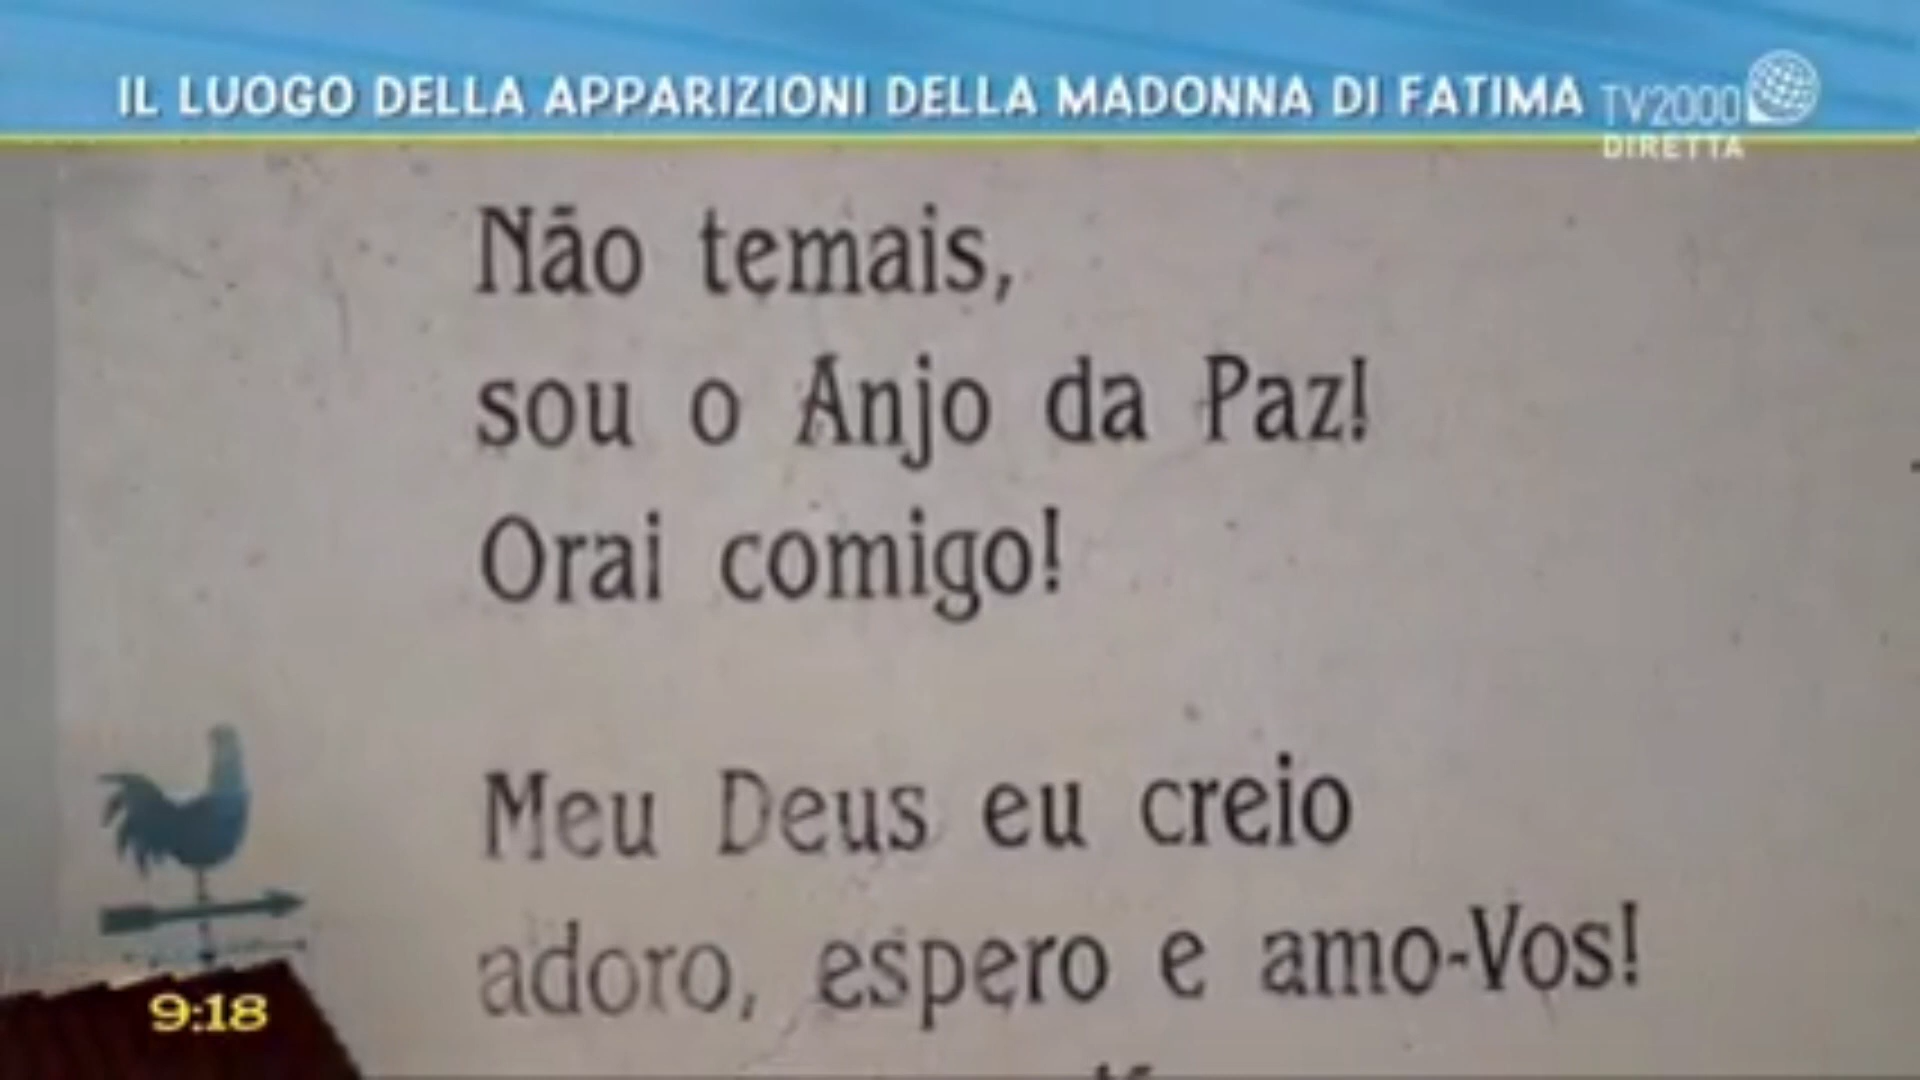 IL LUOGO DELLA APPARIZIONI DELLA MADONNA DI FATIMA
TV2000
DIRETTA
Não temais,
sou o Anjo da Paz!
Orai comigo!
Meu Deus eu creio
adoro, espero e amo-Vos!
9:18